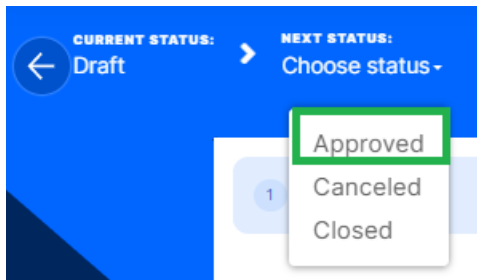 CURRENT STATUS:
Draft
NEXT STATUS:
Choose status
Approved
1
Canceled
Closed